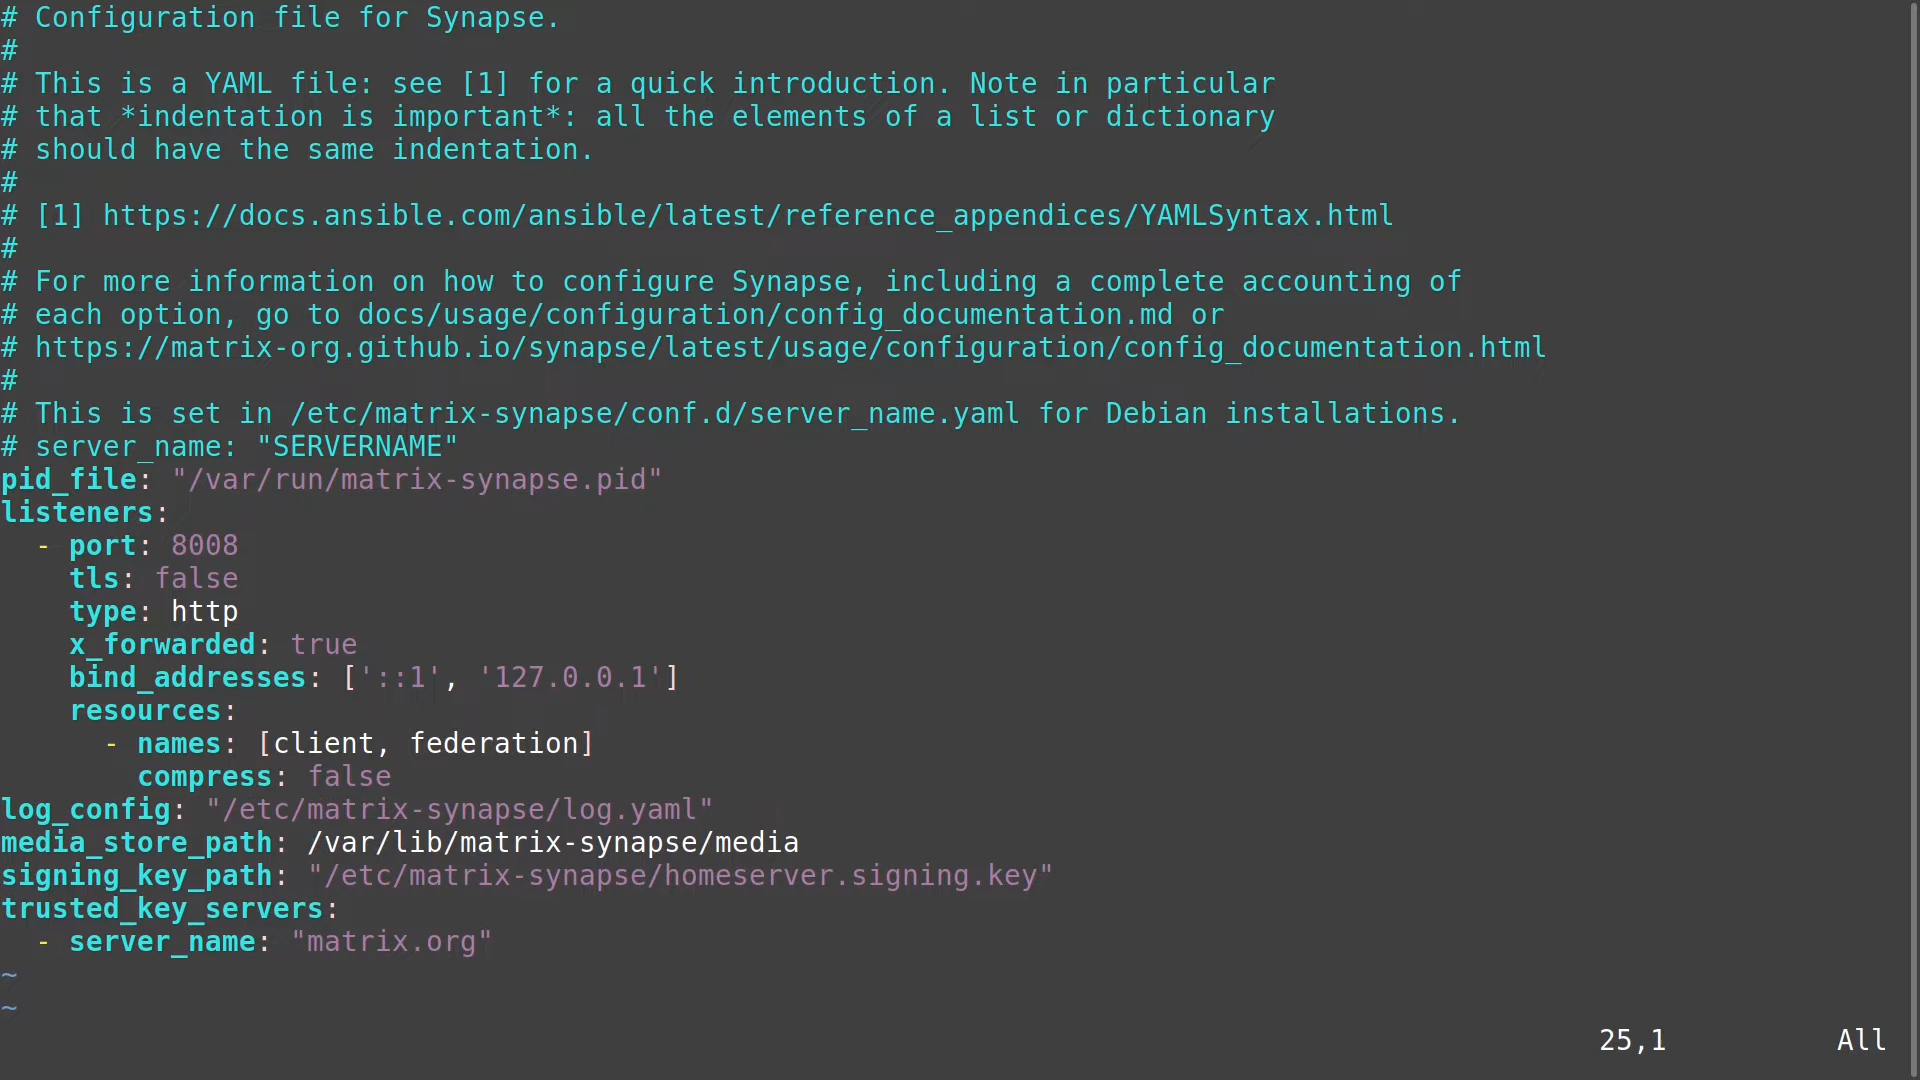 # Configuration file for Synapse.
#
# This is a YAML file: see [1] for a quick introduction. Note in particular
# that *indentation is important*: all the elements of a list or dictionary
# should have the same indentation.
#
# [1] https://docs.ansible.com/ansible/latest/reference_appendices/YAMLSyntax.html
#
# For more information on how to configure Synapse, including a complete accounting of
# each option, go to docs/usage/configuration/config_documentation.md or
# https://matrix-org.github.io/synapse/latest/usage/configuration/config_documentation.html
#
# This is set in /etc/matrix-synapse/conf.d/server_name.yaml for Debian installations.
# server_name: "SERVERNAME"
pid_file: "/var/run/matrix-synapse.pid"
listeners:
  - port: 8008
    tls: false
    type: http
    x_forwarded: true
    bind_addresses: ['::1', '127.0.0.1']
    resources:
      - names: [client, federation]
        compress: false
log_config: "/etc/matrix-synapse/log.yaml"
media_store_path: /var/lib/matrix-synapse/media
signing_key_path: "/etc/matrix-synapse/homeserver.signing.key"
trusted_key_servers:
  - server_name: "matrix.org"
~
~
25,1 All